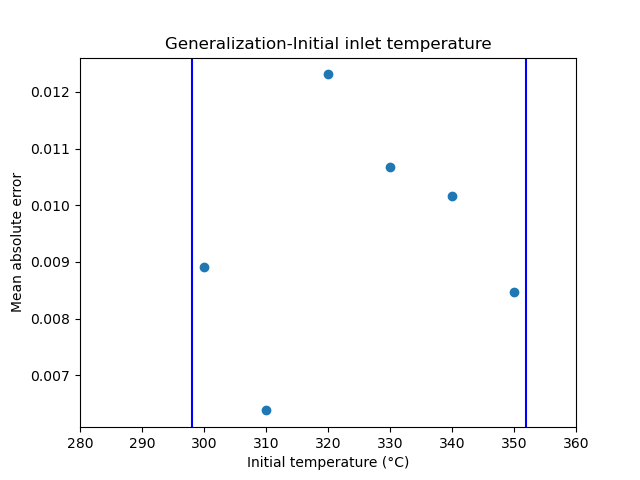 Generalization-Initial inlet temperature
Mean absolute error
0.012
0.011
0.010
0.009
0.008
0.007
280 290 300 310 320 330 340 350 360
Initial temperature (°C)